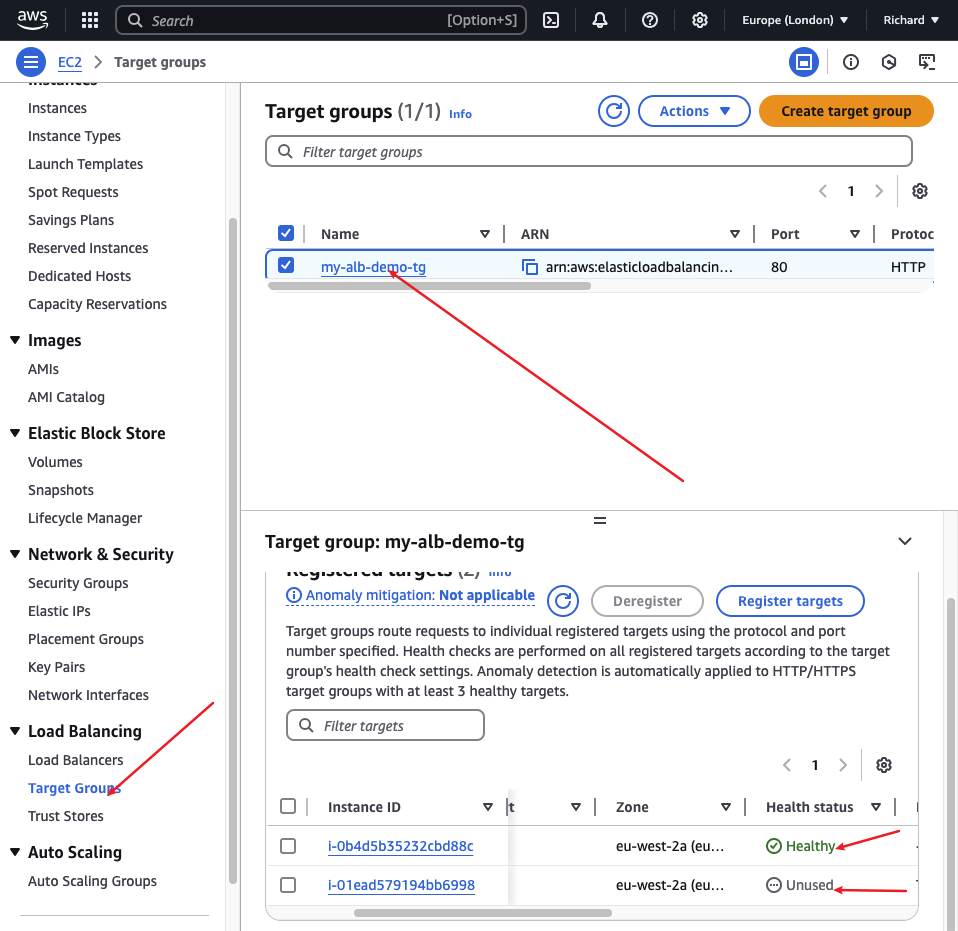 aws
Search [Option+S] Europe (London) Richard
EC2 Target groups
Instances
Instances
Instance Types
Launch Templates
Spot Requests
Savings Plans
Reserved Instances
Dedicated Hosts
Capacity Reservations
Images
AMIs
AMI Catalog
Elastic Block Store
Volumes
Snapshots
Lifecycle Manager
Network & Security
Security Groups
Elastic IPs
Placement Groups
Key Pairs
Network Interfaces
Load Balancing
Load Balancers
Target Groups
Trust Stores
Auto Scaling
Auto Scaling Groups
Target groups (1/1) Info Actions Create target group
Filter target groups
1
Name ARN Port Protoc
my-alb-demo-tg arn:aws:elasticloadbalancin… 80 HTTP
Target group: my-alb-demo-tg
Registered targets (2) Info
Anomaly mitigation: Not applicable Deregister Register targets
Target groups route requests to individual registered targets using the protocol and port
number specified. Health checks are performed on all registered targets according to the target
group's health check settings. Anomaly detection is automatically applied to HTTP/HTTPS
target groups with at least 3 healthy targets.
Filter targets
1
Instance ID t Zone Health status
i-0b4d5b35232cbd88c eu-west-2a (eu… Healthy
i-01ead579194bb6998 eu-west-2a (eu… Unused